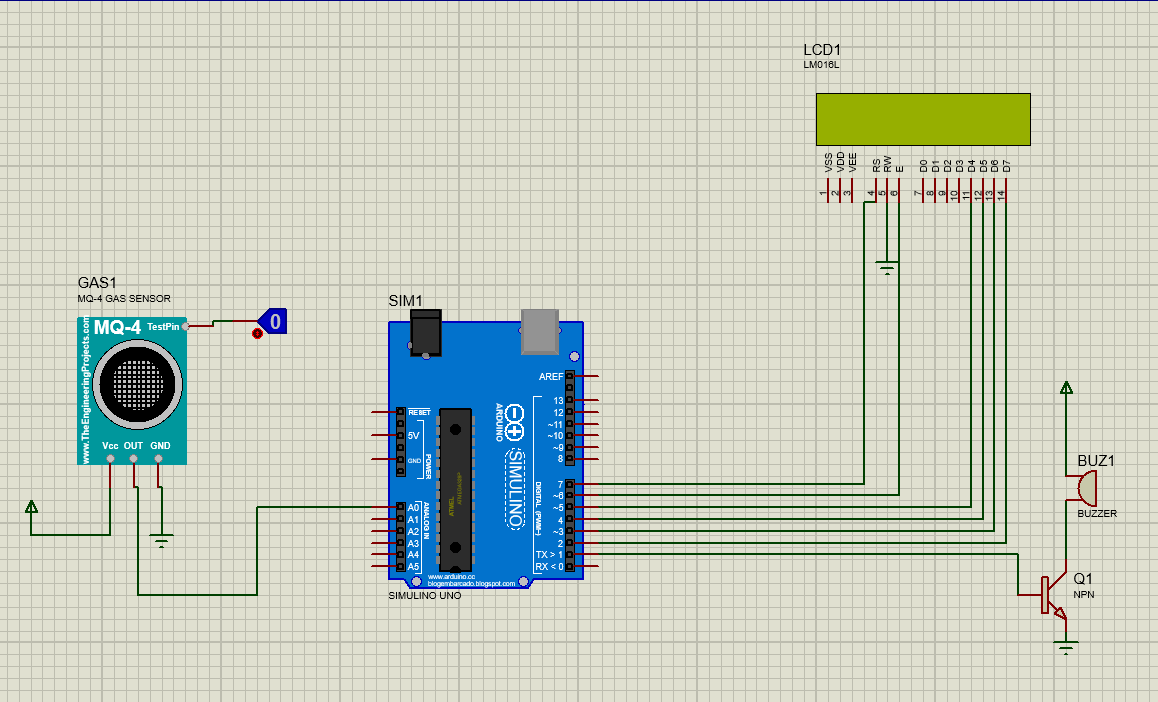 LCD1
LM016L
VSS
VDD
VEE
RS
RW
E
D0
D1
D2
D3
D4
D5
D6
D7
1
2
3
4
5
6
7
8
9
10
11
12
13
14
GAS1
MQ-4 GAS SENSOR
MQ-4 TestPin
0
www.TheEngineeringProjects.com
Vcc OUT GND
SIM1
AREF
13
12
~11
~10
~9
8
RESET
5V
GND
POWER
ARDUINO
SIMULINO
ATMEL
DIGITAL (PWM~)
7
~6
~5
4
~3
2
TX > 1
RX < 0
A0
A1
A2
A3
A4
A5
ANALOG IN
www.arduino.cc
blogembarcado.blogspot.com
SIMULINO UNO
BUZ1
BUZZER
Q1
NPN